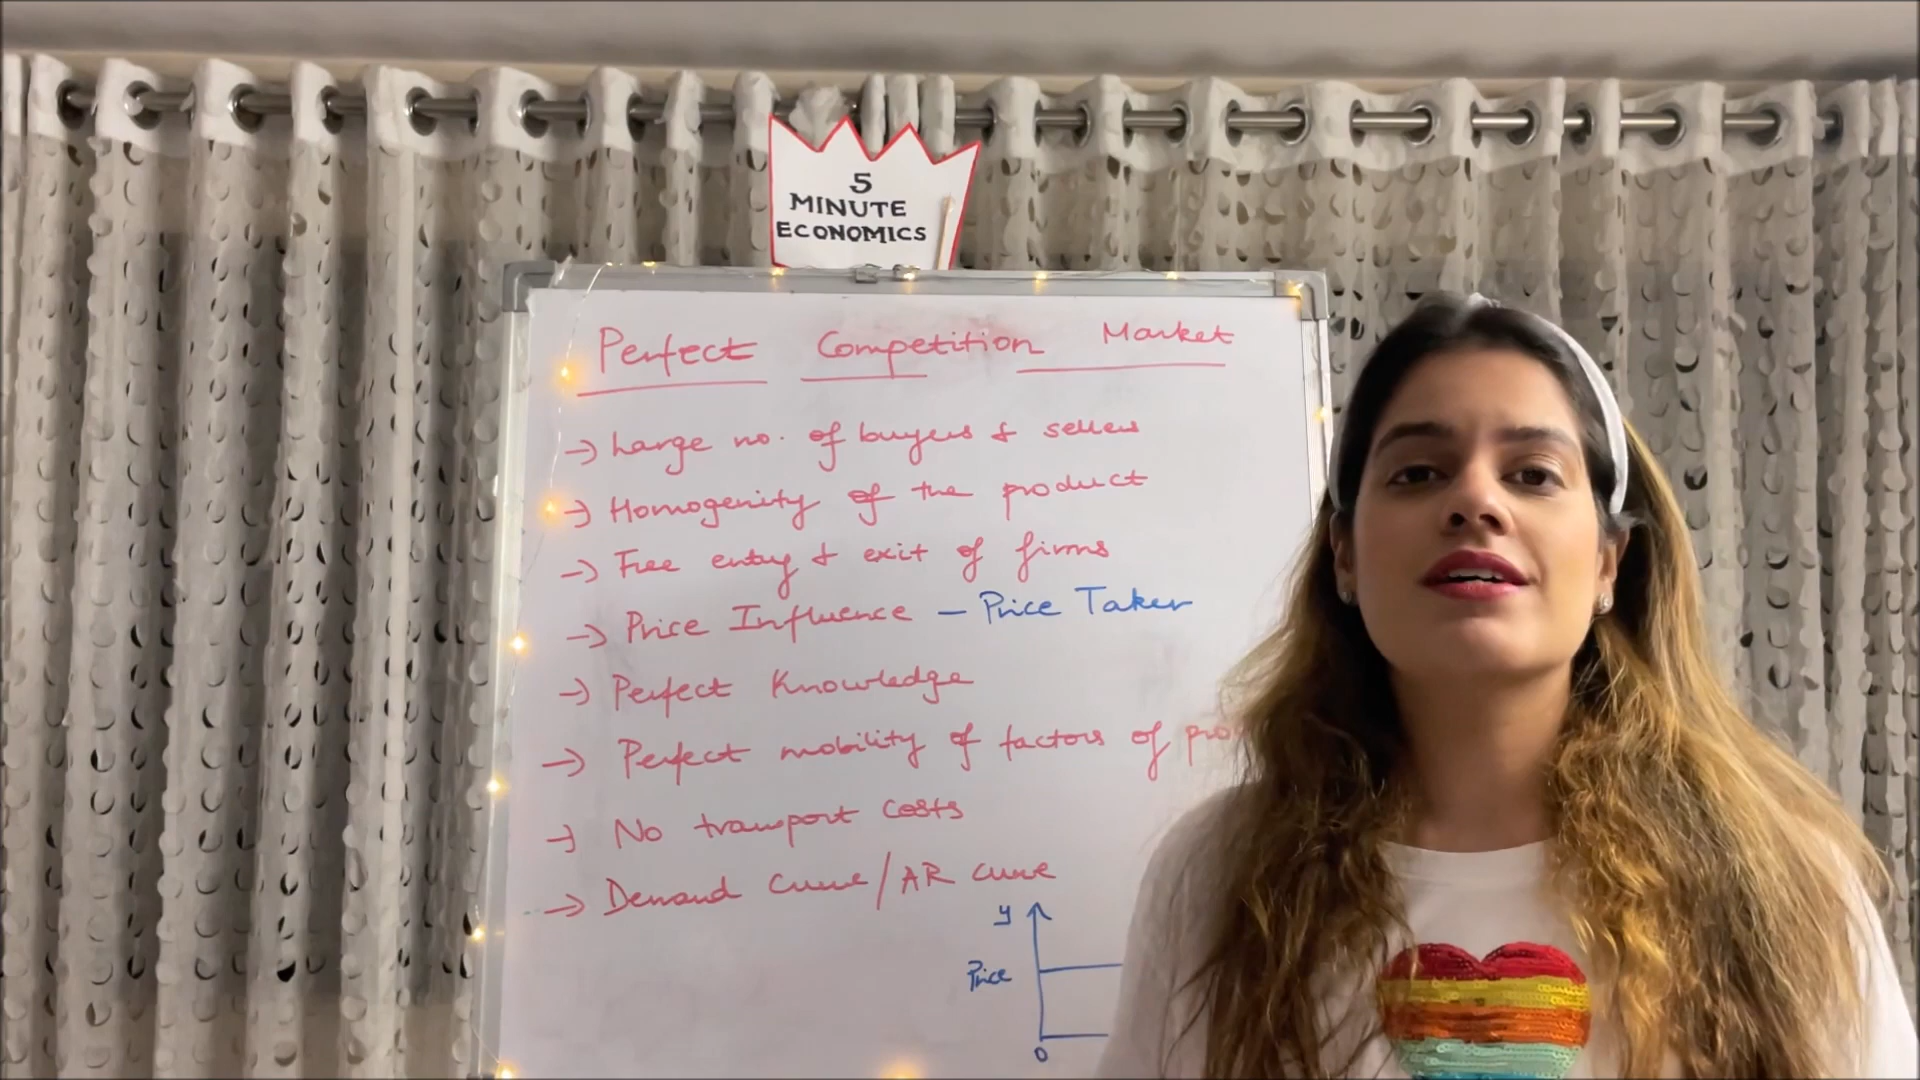 5
MINUTE
ECONOMICS
Perfect Competition Market
→ Large no. of buyers & sellers
→ Homogenity of the product
→ Free entry & exit of firms
→ Price Influence - Price Taker
→ Perfect Knowledge
→ Perfect mobility of factors of pro
→ No transport costs
→ Demand curve/AR curve
y
Price
0